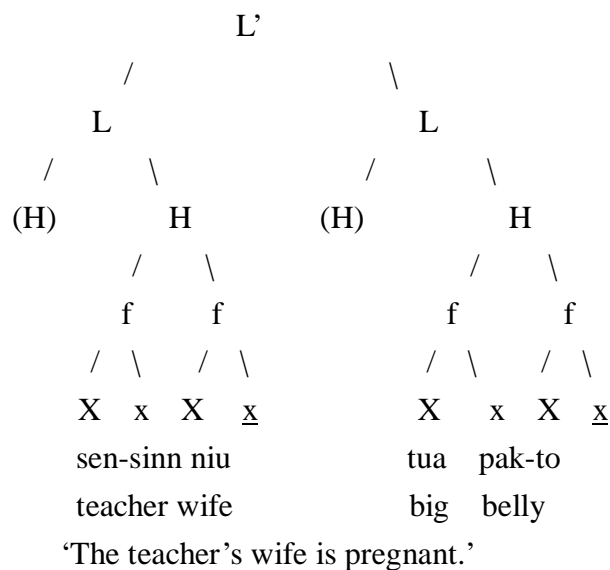 L’
/ \
L L
/ \ / \
(H) H (H) H
/ \ / \
f f f f
/ \ / \ / \ / \
X x X x X x X x
sen-sinn niu tua pak-to
teacher wife big belly
‘The teacher’s wife is pregnant.’